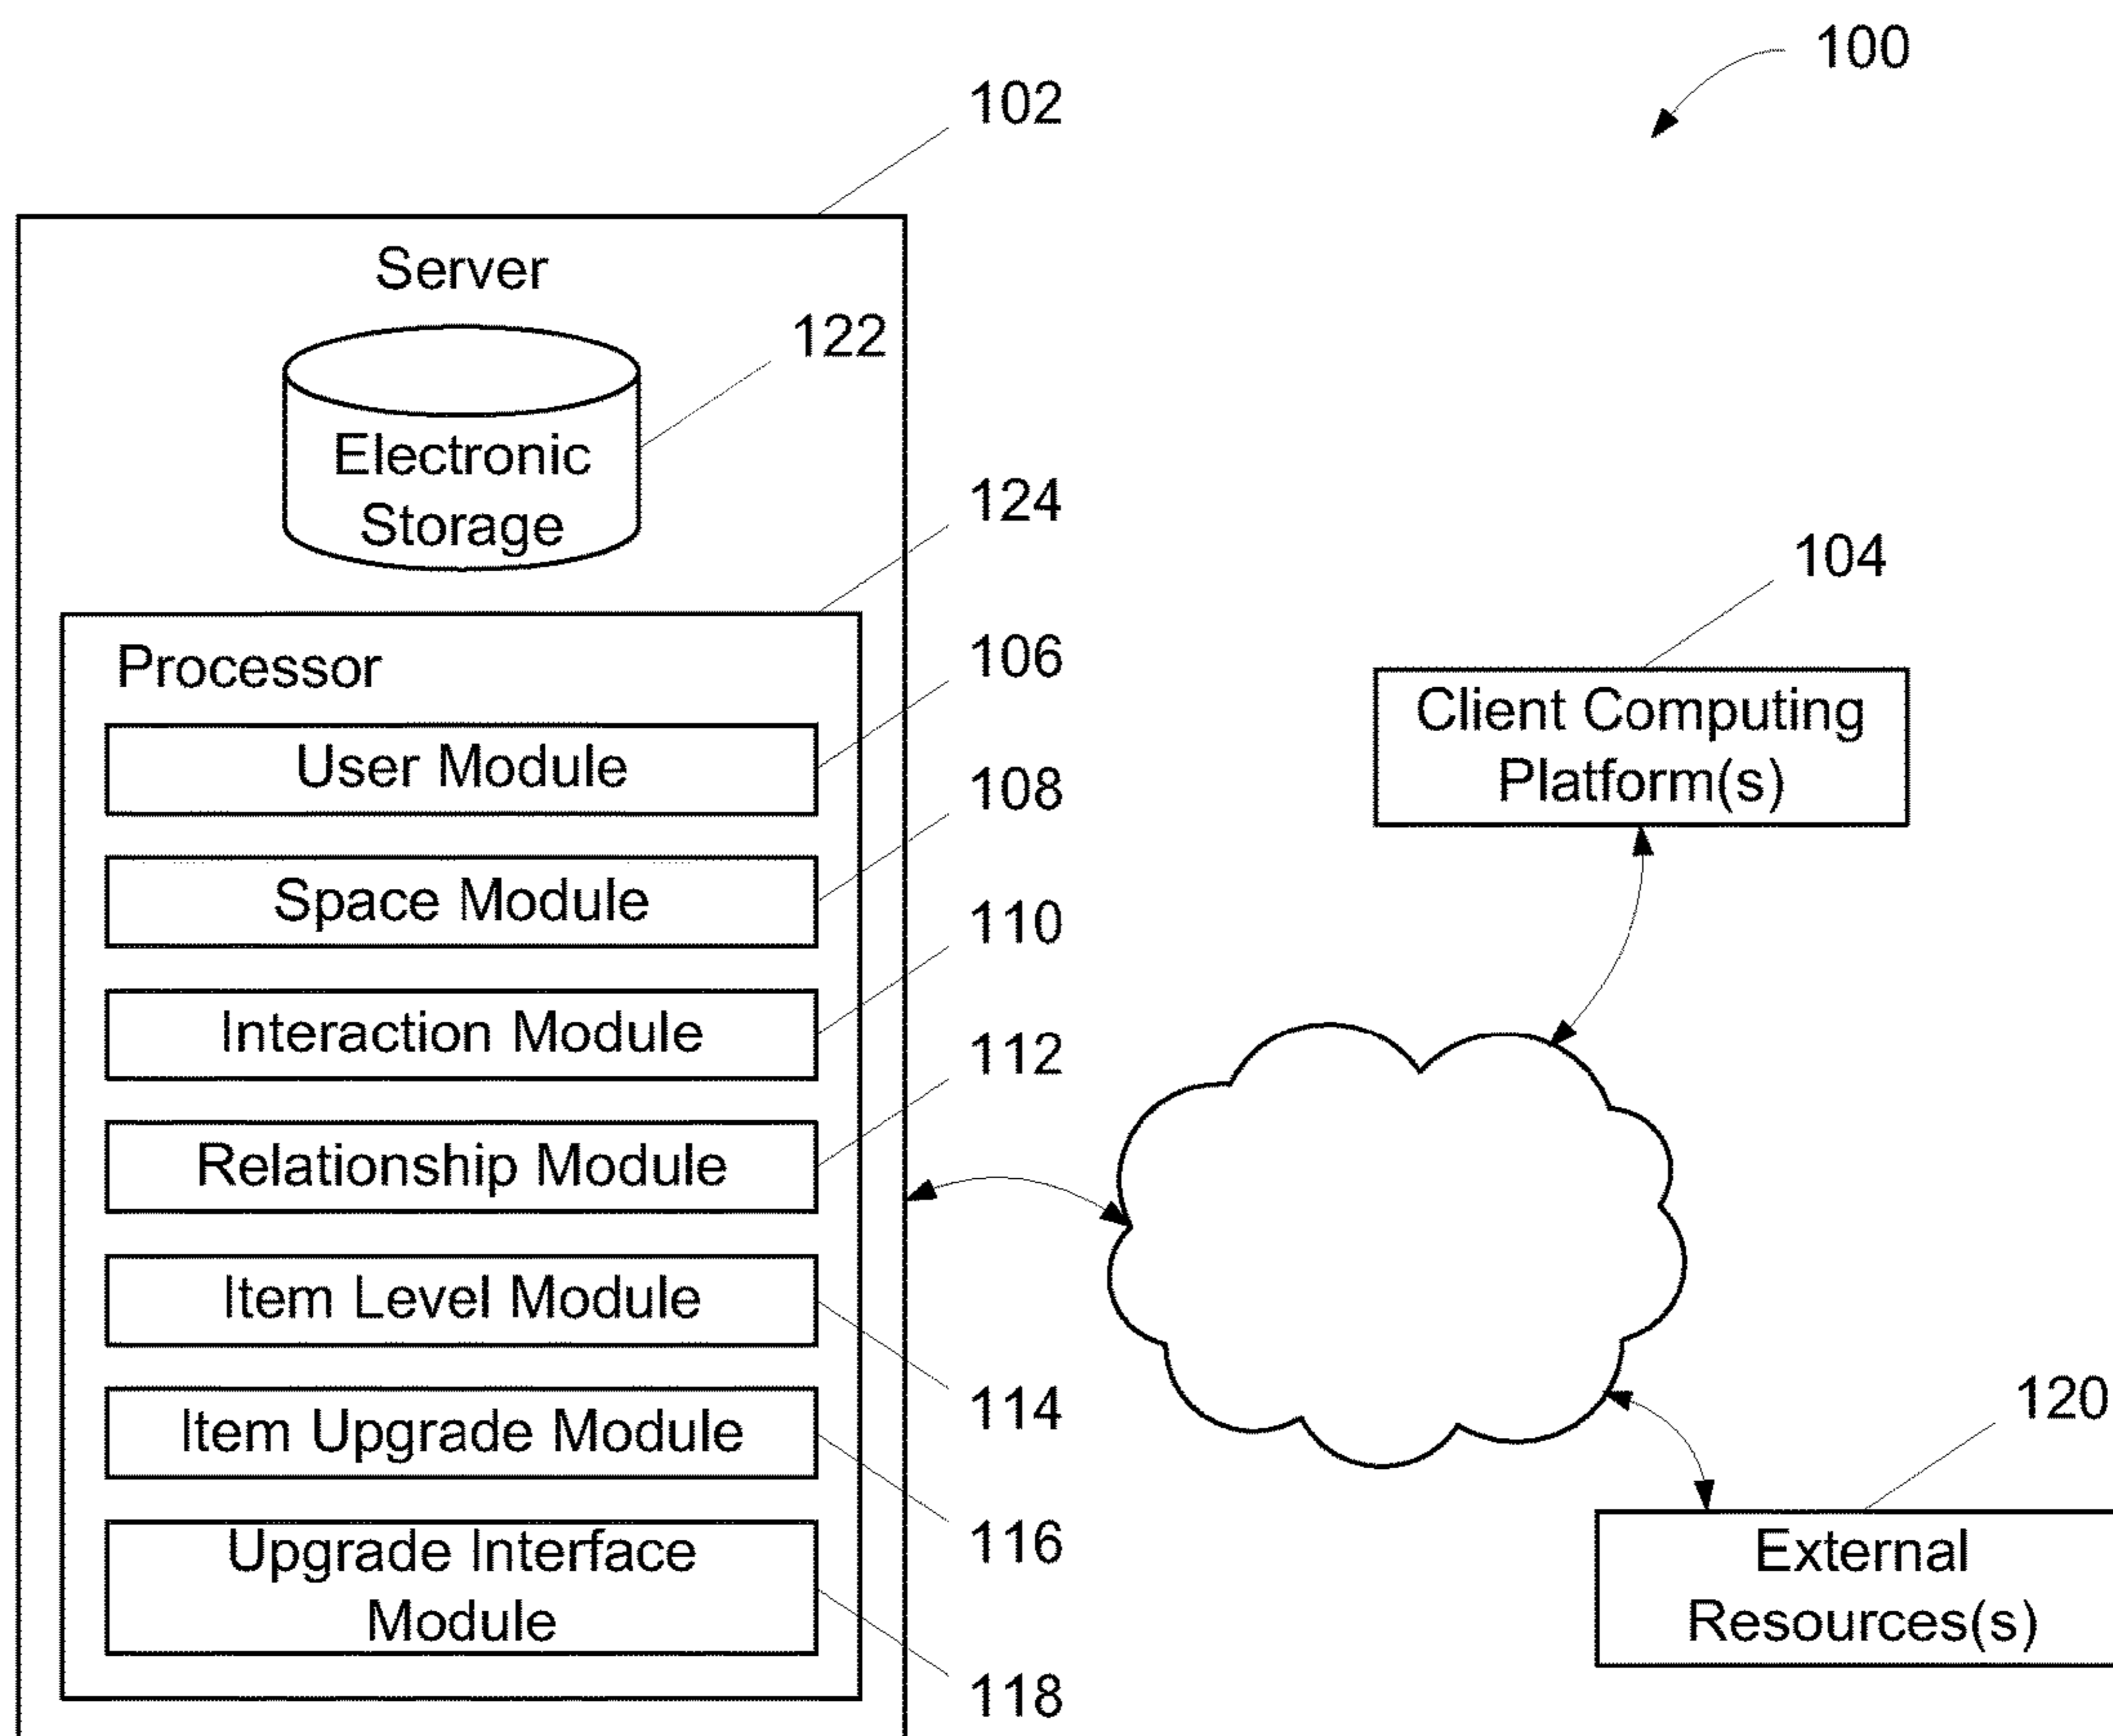 100
102
Server
122
Electronic
Storage
124
104
Processor
106
Client Computing
Platform(s)
User Module
108
Space Module
110
Interaction Module
112
Relationship Module
Item Level Module
114
120
Item Upgrade Module
116
Upgrade Interface
Module
External
Resources(s)
118